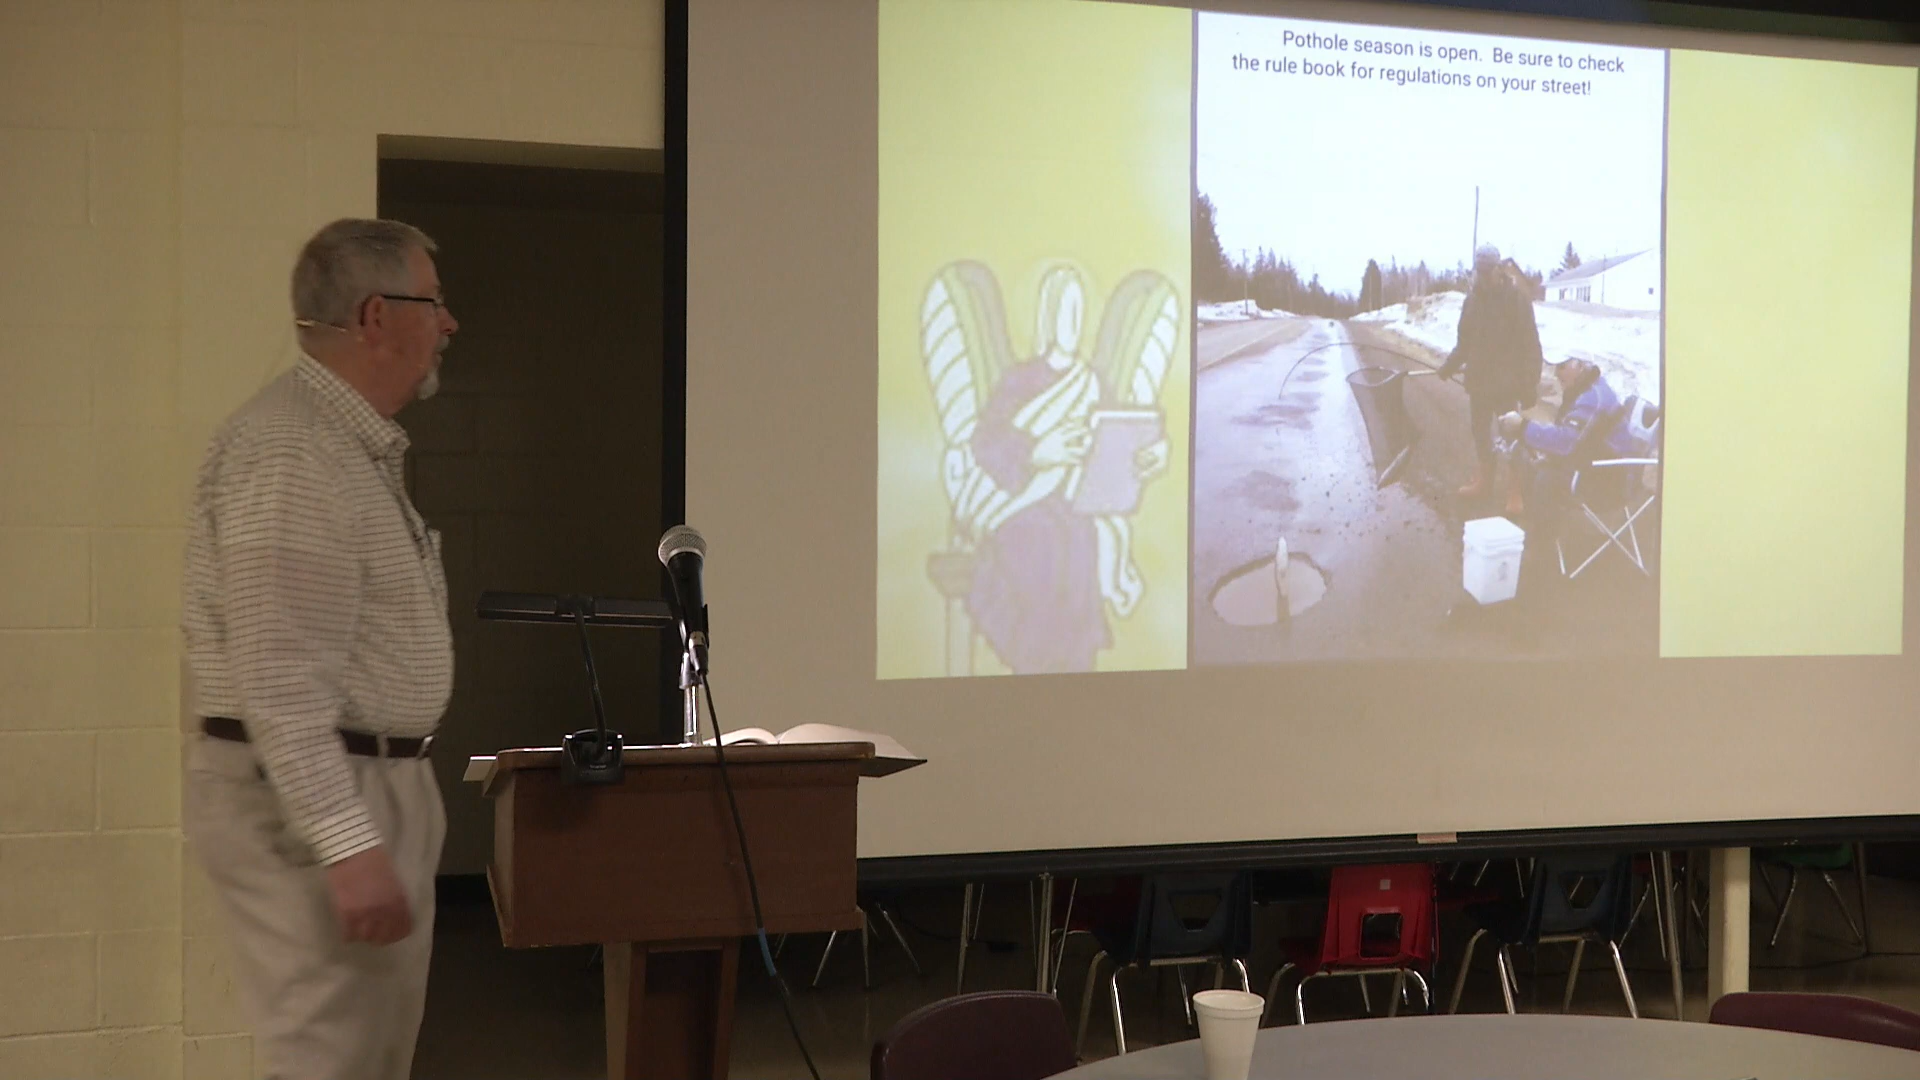 Pothole season is open. Be sure to check
the rule book for regulations on your street!